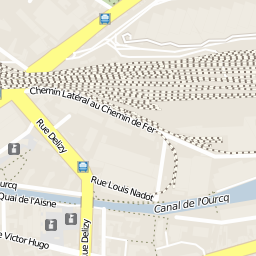 Chemin Latéral au Chemin de Fer
Rue Delizy
Rue Louis Nadot
Ourcq
Quai de l'Aisne
Canal de l'Ourcq
e Victor Hugo
Rue Delizy